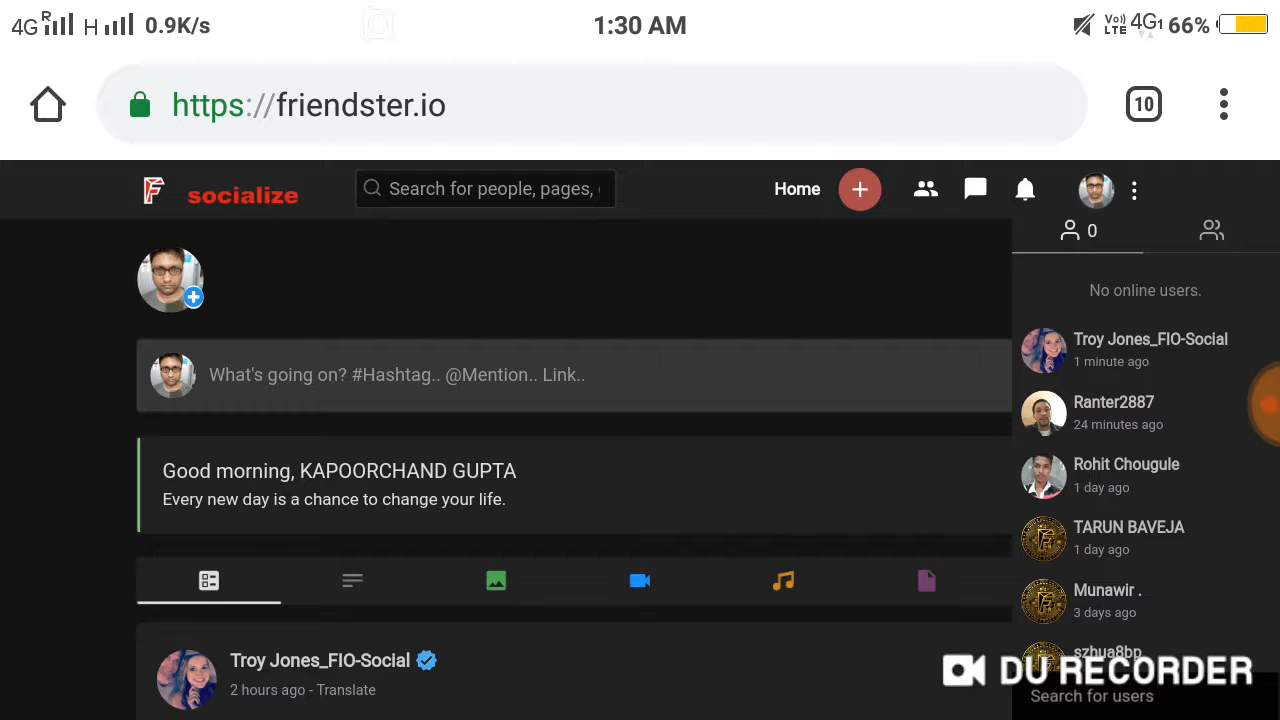 4G R H 0.9K/s 1:30 AM Vo) LTE 4G1 66%
https://friendster.io 10
F socialize Search for people, pages, Home
0
No online users.
What's going on? #Hashtag.. @Mention.. Link..
Good morning, KAPOORCHAND GUPTA
Every new day is a chance to change your life.
Troy Jones_FIO-Social
2 hours ago - Translate
Troy Jones_FIO-Social
1 minute ago
Ranter2887
24 minutes ago
Rohit Chougule
1 day ago
TARUN BAVEJA
1 day ago
Munawir .
3 days ago
szhua8bp
DU RECORDER
Search for users